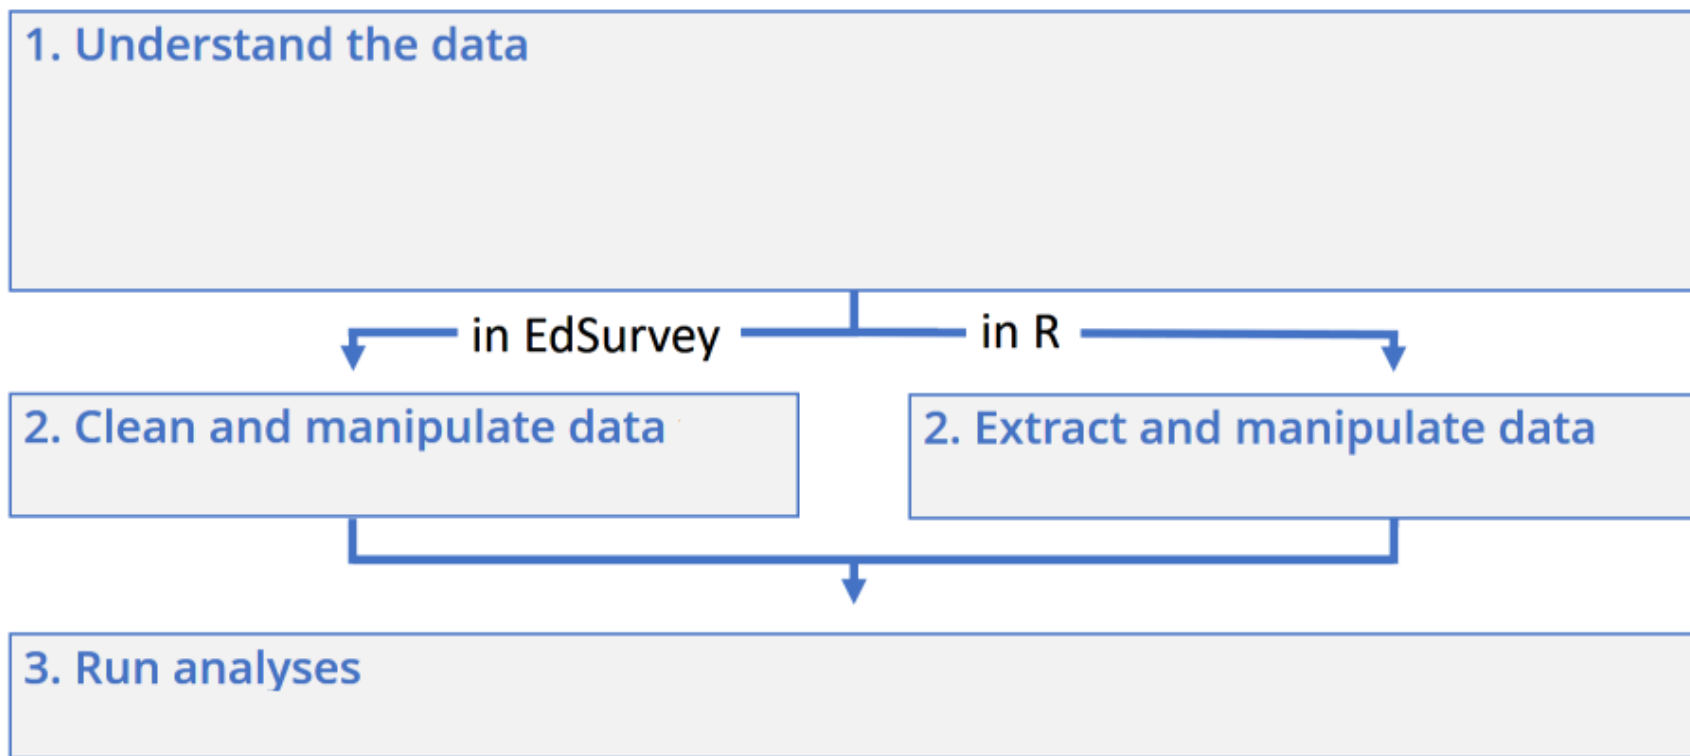 1. Understand the data
in EdSurvey
in R
2. Clean and manipulate data
2. Extract and manipulate data
3. Run analyses